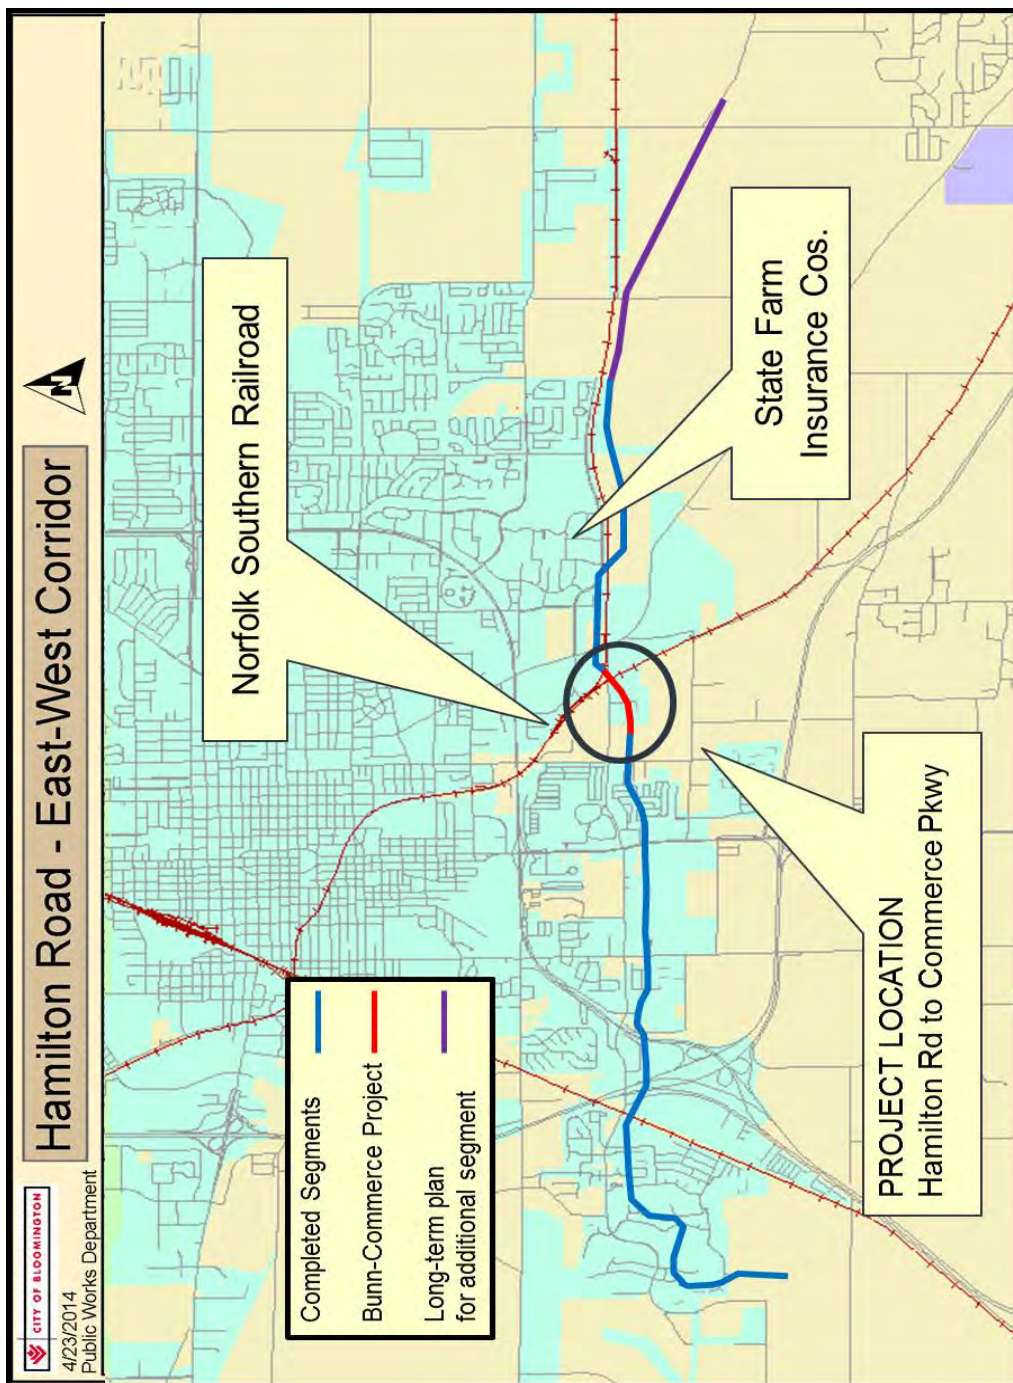 Hamilton Road - East-West Corridor
N
CITY OF BLOOMINGTON
4/23/2014
Public Works Department
Norfolk Southern Railroad
State Farm
Insurance Cos.
Completed Segments
Bunn-Commerce Project
Long-term plan
for additional segment
PROJECT LOCATION
Hamilton Rd to Commerce Pkwy